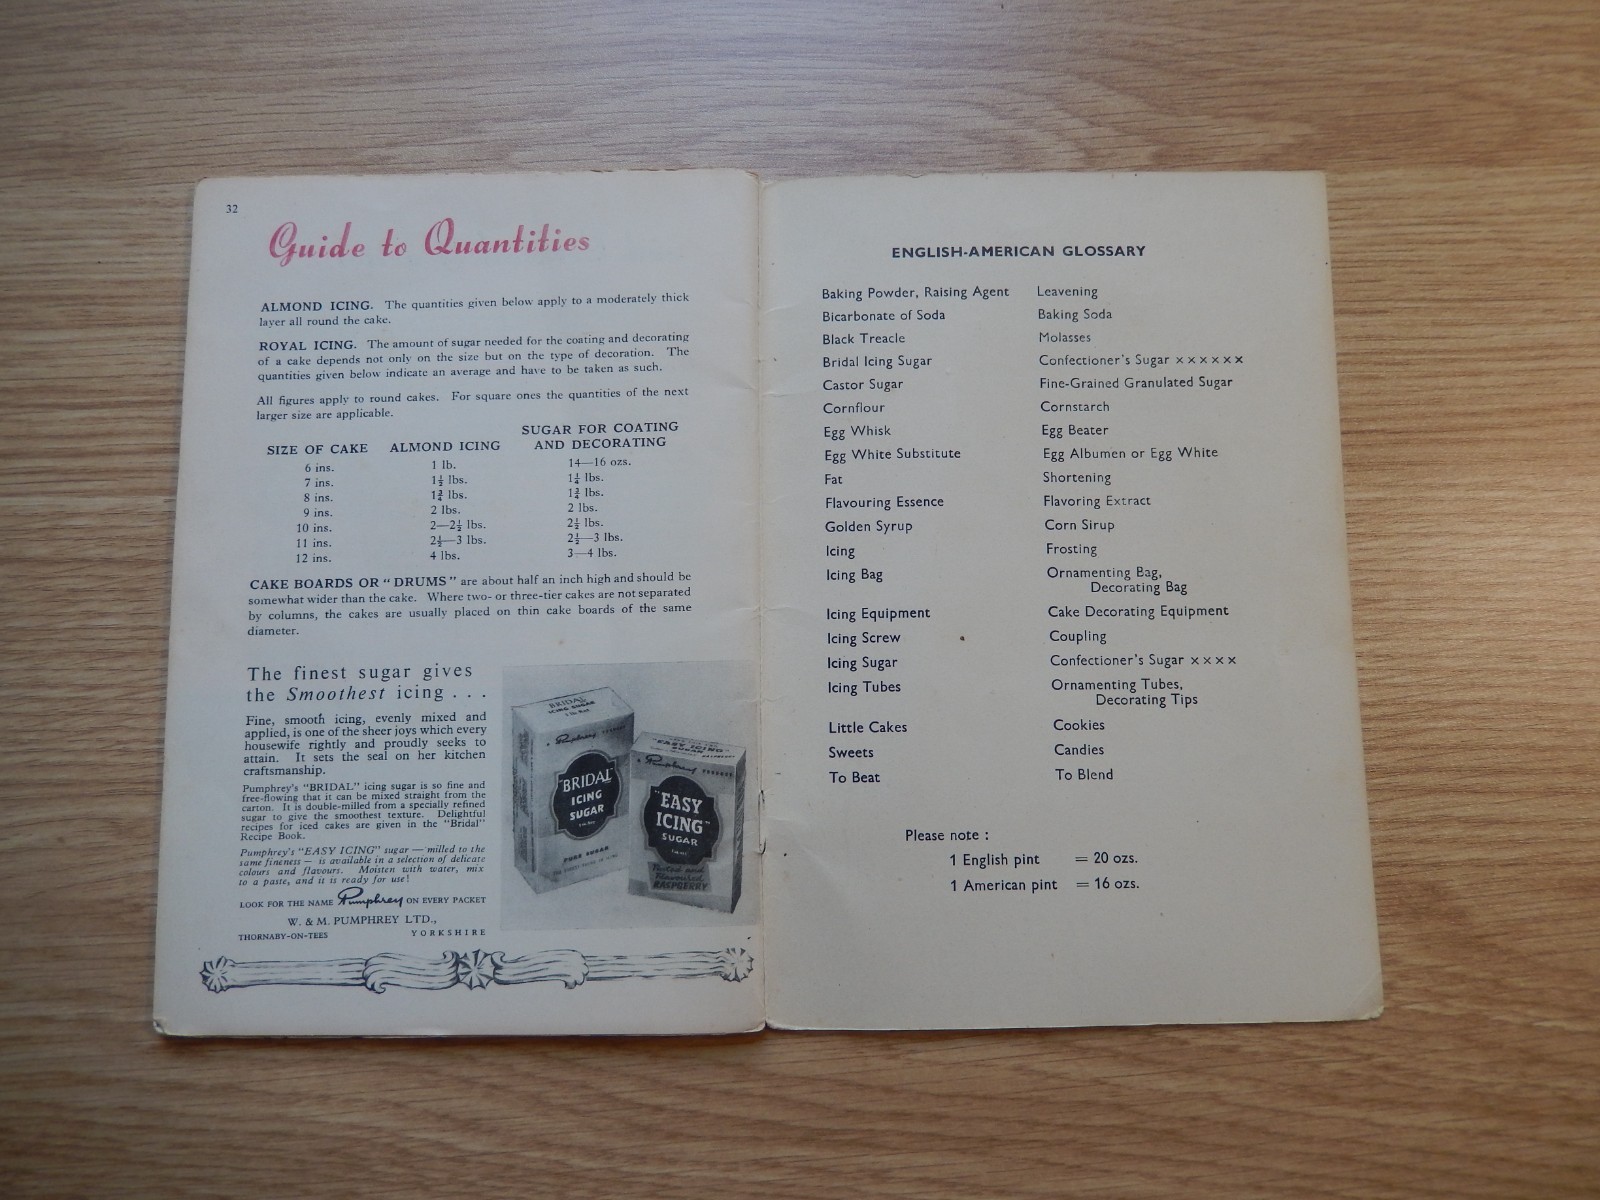 32
Guide to Quantities
ALMOND ICING. The quantities given below apply to a moderately thick
layer all round the cake.
ROYAL ICING. The amount of sugar needed for the coating and decorating
of a cake depends not only on the size but on the type of decoration. The
quantities given below indicate an average and have to be taken as such.
All figures apply to round cakes. For square ones the quantities of the next
larger size are applicable.
SIZE OF CAKE ALMOND ICING SUGAR FOR COATING
AND DECORATING
6 ins. 1 lb. 14—16 ozs.
7 ins. 1½ lbs. 1¼ lbs.
8 ins. 1¾ lbs. 1¾ lbs.
9 ins. 2 lbs. 2 lbs.
10 ins. 2—2½ lbs. 2½ lbs.
11 ins. 2½—3 lbs. 2½—3 lbs.
12 ins. 4 lbs. 3—4 lbs.
CAKE BOARDS OR "DRUMS" are about half an inch high and should be
somewhat wider than the cake. Where two- or three-tier cakes are not separated
by columns, the cakes are usually placed on thin cake boards of the same
diameter.
The finest sugar gives
the Smoothest icing . . .
Fine, smooth icing, evenly mixed and
applied, is one of the sheer joys which every
housewife rightly and proudly seeks to
attain. It sets the seal on her kitchen
craftsmanship.
Pumphrey's "BRIDAL" icing sugar is so fine and
free-flowing that it can be mixed straight from the
carton. It is double-milled from a specially refined
sugar to give the smoothest texture. Delightful
recipes for iced cakes are given in the "Bridal"
Recipe Book.
Pumphrey's "EASY ICING" sugar — milled to the
same fineness — is available in a selection of delicate
colours and flavours. Moisten with water, mix
to a paste, and it is ready for use!
LOOK FOR THE NAME Pumphrey ON EVERY PACKET
W. & M. PUMPHREY LTD.,
THORNABY-ON-TEES YORKSHIRE
BRIDAL
ICING SUGAR
Pumphrey
"BRIDAL"
ICING
SUGAR
PURE SUGAR
"EASY ICING"
SUGAR
Pumphrey
"EASY
ICING"
SUGAR
Tinted and
Flavoured
RASPBERRY
ENGLISH-AMERICAN GLOSSARY
Baking Powder, Raising Agent Leavening
Bicarbonate of Soda Baking Soda
Black Treacle Molasses
Bridal Icing Sugar Confectioner's Sugar x x x x x x
Castor Sugar Fine-Grained Granulated Sugar
Cornflour Cornstarch
Egg Whisk Egg Beater
Egg White Substitute Egg Albumen or Egg White
Fat Shortening
Flavouring Essence Flavoring Extract
Golden Syrup Corn Sirup
Icing Frosting
Icing Bag Ornamenting Bag,
Decorating Bag
Icing Equipment Cake Decorating Equipment
Icing Screw Coupling
Icing Sugar Confectioner's Sugar x x x x
Icing Tubes Ornamenting Tubes,
Decorating Tips
Little Cakes Cookies
Sweets Candies
To Beat To Blend
Please note :
1 English pint = 20 ozs.
1 American pint = 16 ozs.